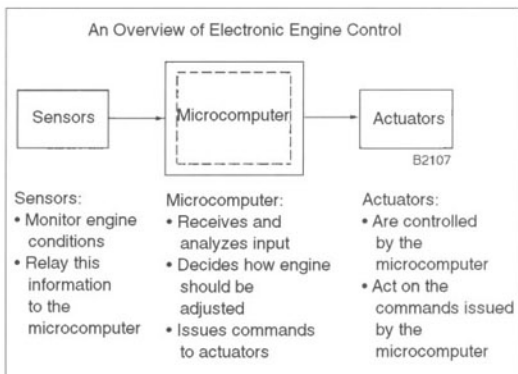 An Overview of Electronic Engine Control
Sensors
Microcomputer
Actuators
B2107
Sensors:
• Monitor engine
conditions
• Relay this
information
to the
microcomputer
Microcomputer:
• Receives and
analyzes input
• Decides how engine
should be
adjusted
• Issues commands
to actuators
Actuators:
• Are controlled
by the
microcomputer
• Act on the
commands issued
by the
microcomputer